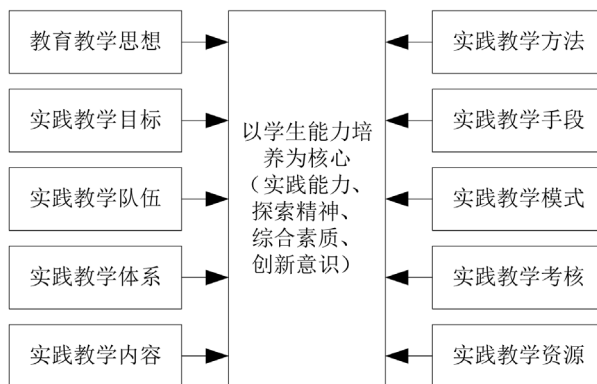 教育教学思想
实践教学目标
实践教学队伍
实践教学体系
实践教学内容
以学生能力培
养为核心
（实践能力、
探索精神、
综合素质、
创新意识）
实践教学方法
实践教学手段
实践教学模式
实践教学考核
实践教学资源